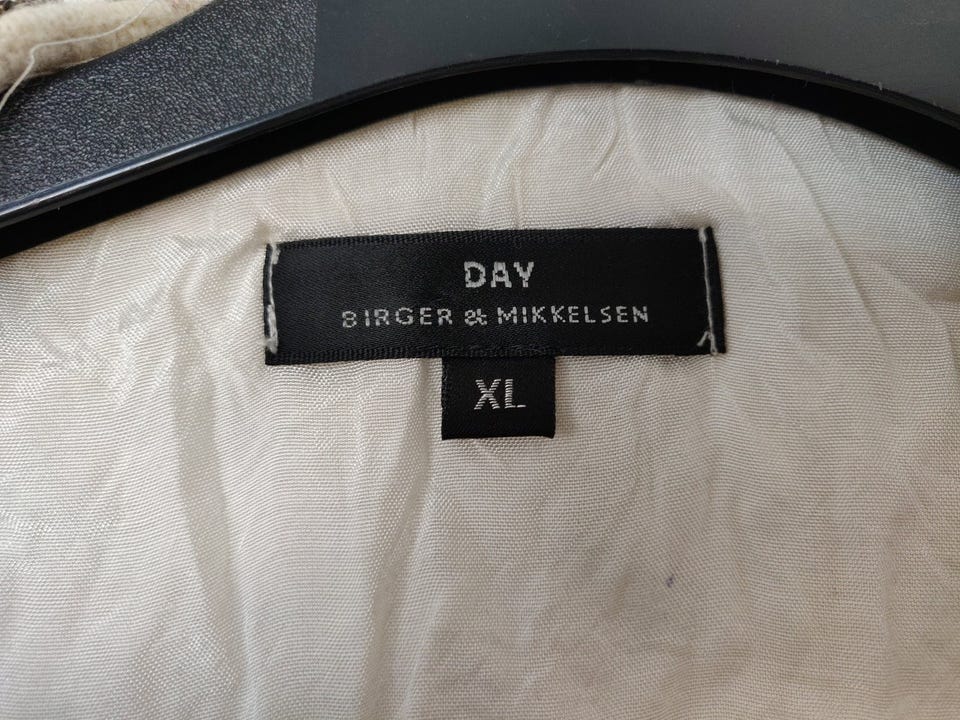 DAY
BIRGER & MIKKELSEN
XL